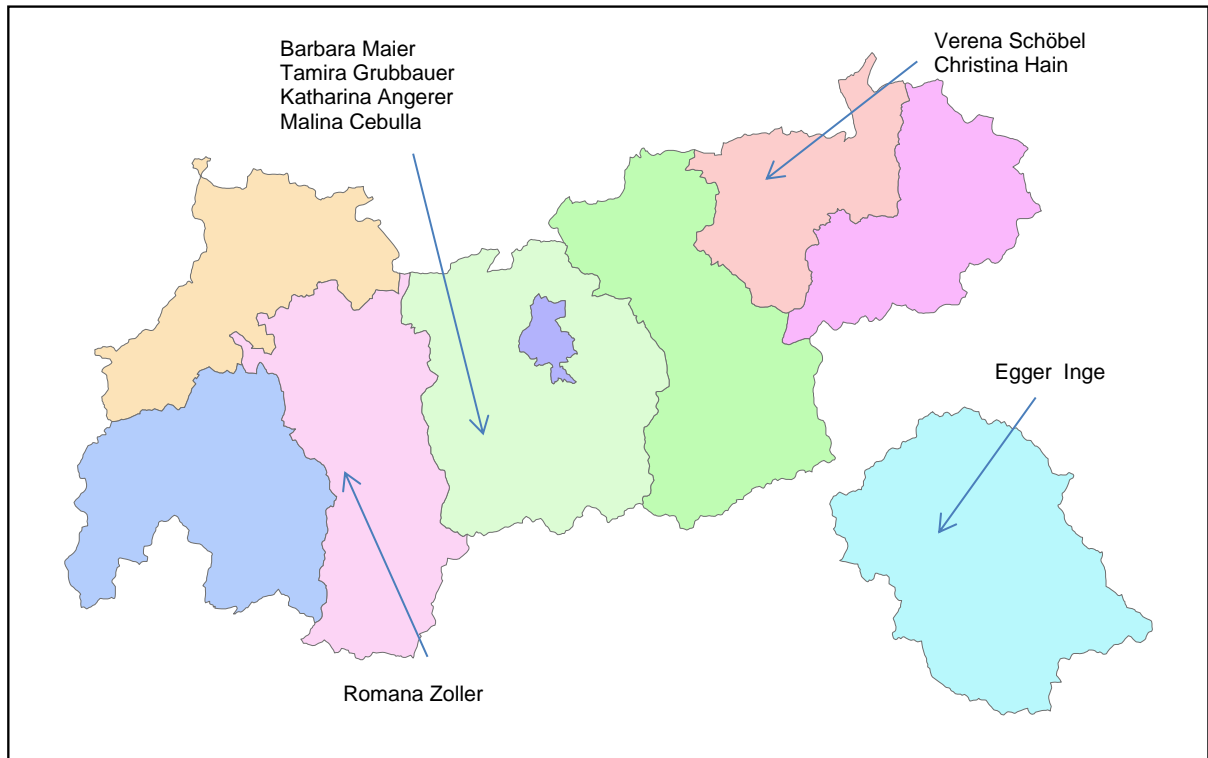 Barbara Maier
Tamira Grubbauer
Katharina Angerer
Malina Cebulla
Verena Schöbel
Christina Hain
Egger Inge
Romana Zoller